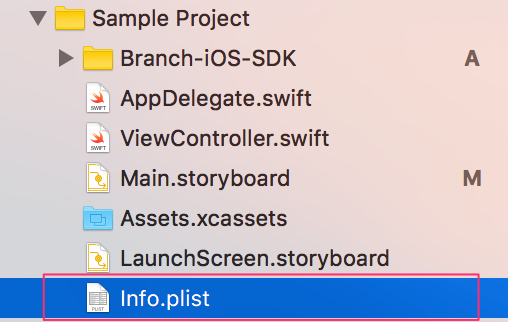 Sample Project
Branch-iOS-SDK A
AppDelegate.swift
SWIFT
ViewController.swift
SWIFT
Main.storyboard M
Assets.xcassets
LaunchScreen.storyboard
Info.plist
PLIST